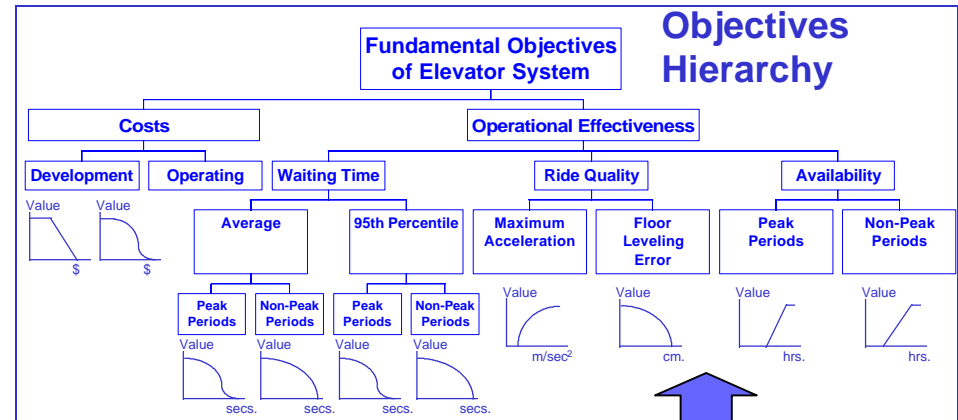 Objectives
Hierarchy
Fundamental Objectives
of Elevator System
Costs
Operational Effectiveness
Development
Operating
Waiting Time
Ride Quality
Availability
Value
$
Value
$
Average
95th Percentile
Maximum
Acceleration
Floor
Leveling
Error
Peak
Periods
Non-Peak
Periods
Peak
Periods
Non-Peak
Periods
Peak
Periods
Non-Peak
Periods
Value
m/sec²
Value
cm.
Value
hrs.
Value
hrs.
Value
secs.
Value
secs.
Value
secs.
Value
secs.